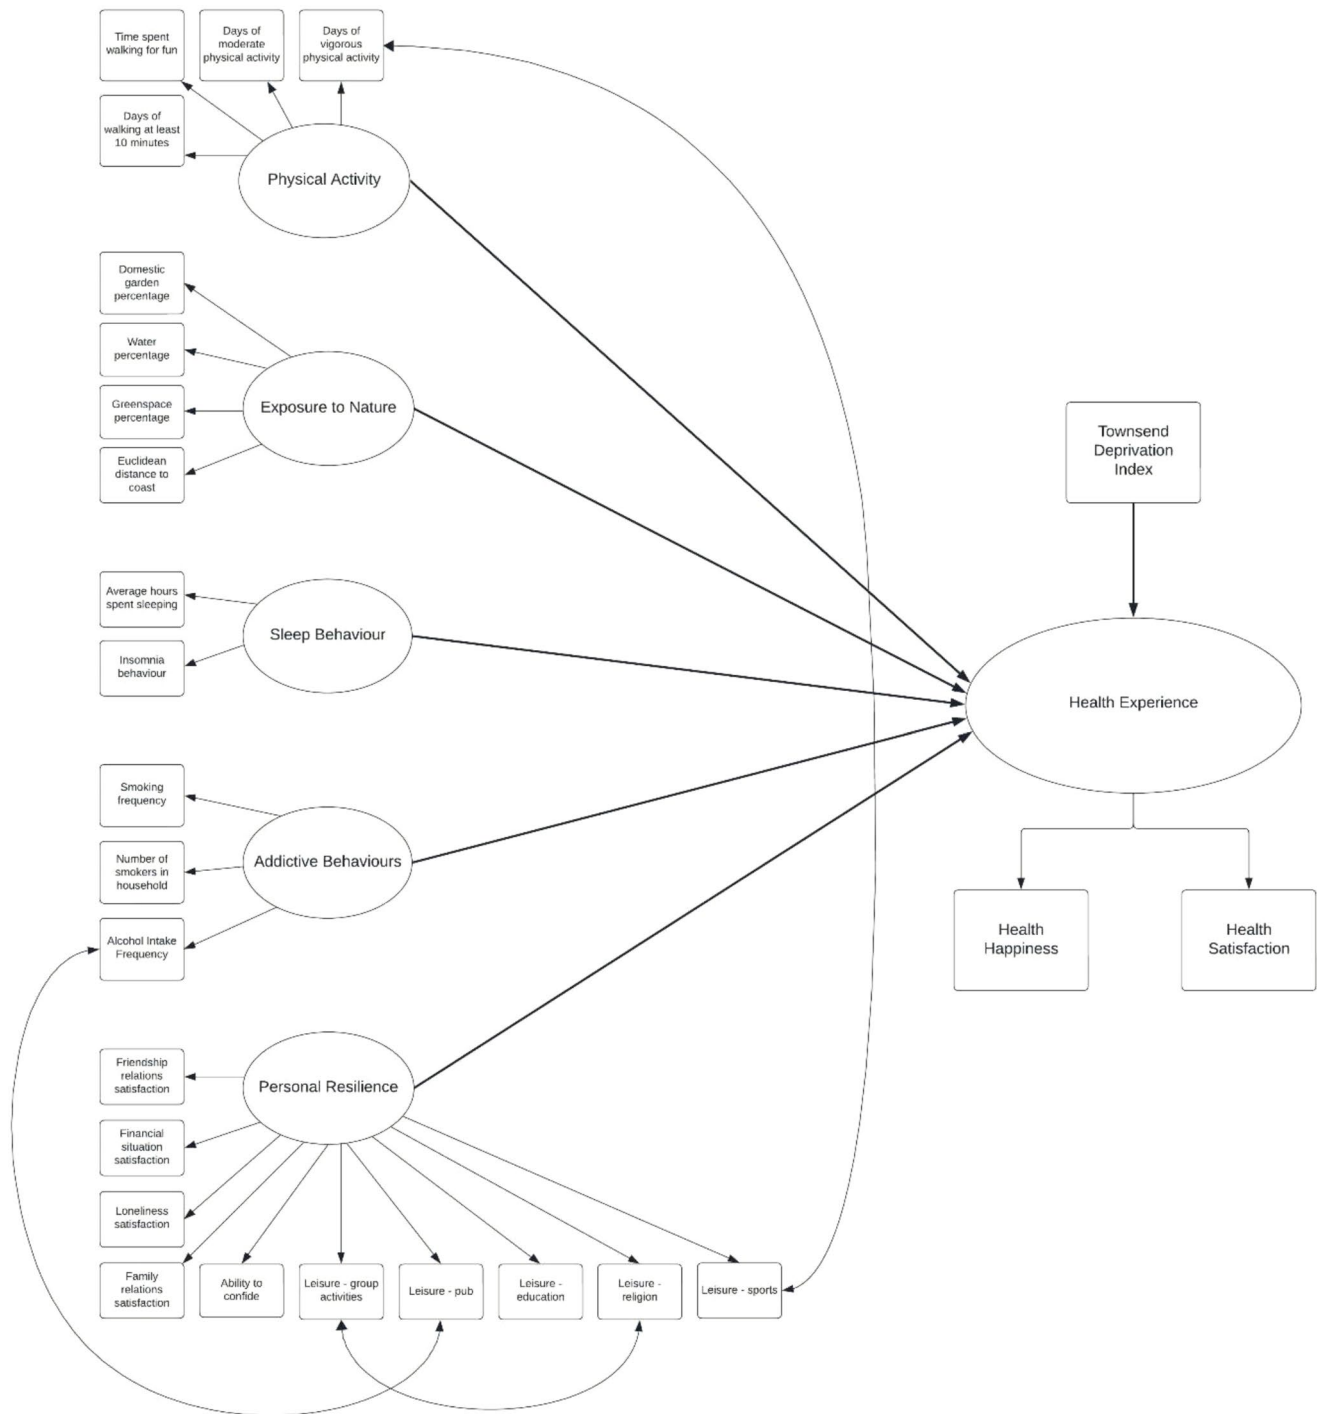 Time spent
walking for fun
Days of
moderate
physical activity
Days of
vigorous
physical activity
Days of
walking at least
10 minutes
Physical Activity
Domestic
garden
percentage
Water
percentage
Greenspace
percentage
Euclidean
distance to
coast
Exposure to Nature
Townsend
Deprivation
Index
Average hours
spent sleeping
Insomnia
behaviour
Sleep Behaviour
Health Experience
Smoking
frequency
Number of
smokers in
household
Alcohol Intake
Frequency
Addictive Behaviours
Health
Happiness
Health
Satisfaction
Friendship
relations
satisfaction
Financial
situation
satisfaction
Loneliness
satisfaction
Family
relations
satisfaction
Personal Resilience
Ability to
confide
Leisure - group
activities
Leisure - pub
Leisure -
education
Leisure -
religion
Leisure - sports